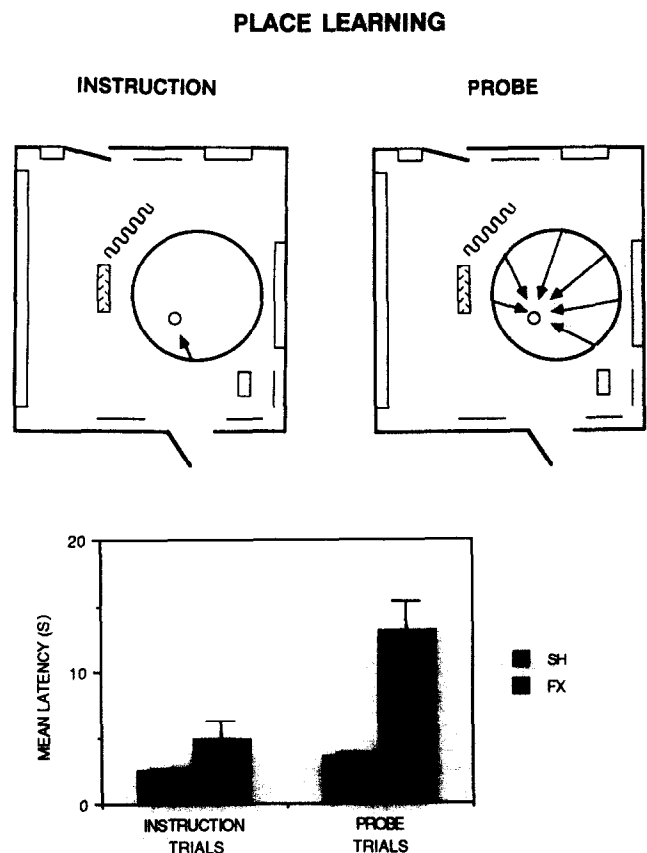 PLACE LEARNING
INSTRUCTION
PROBE
20
10
0
MEAN LATENCY (S)
SH
FX
INSTRUCTION
TRIALS
PROBE
TRIALS